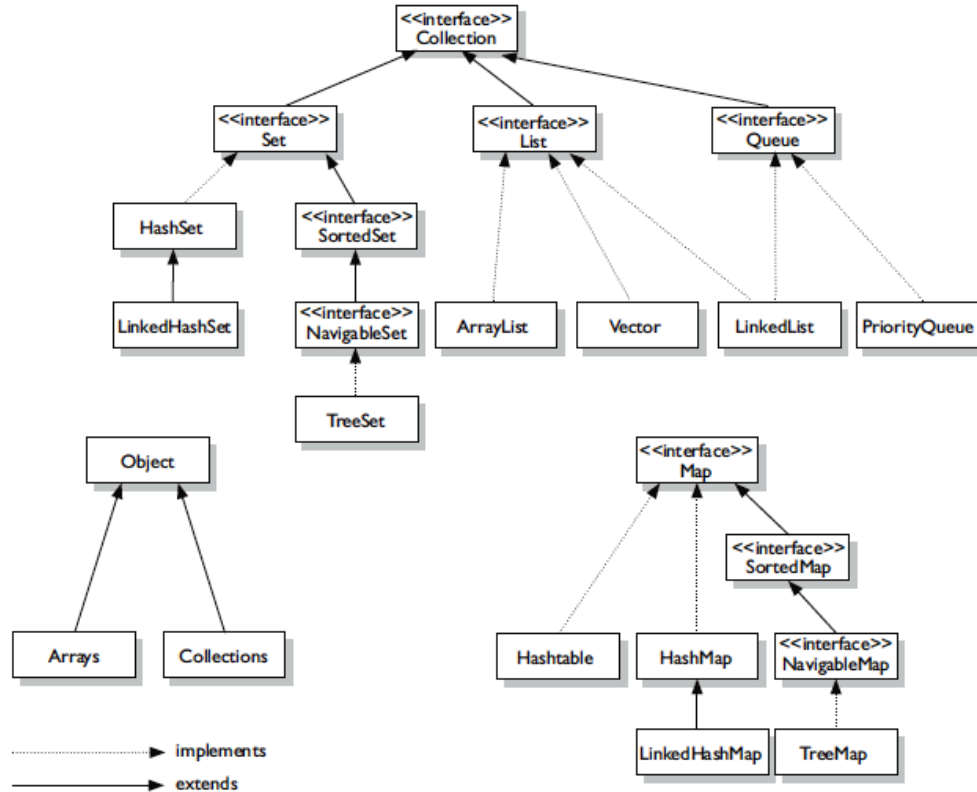 <<interface>>
Collection
<<interface>>
Set
<<interface>>
List
<<interface>>
Queue
HashSet
<<interface>>
SortedSet
LinkedHashSet
<<interface>>
NavigableSet
ArrayList
Vector
LinkedList
PriorityQueue
TreeSet
Object
<<interface>>
Map
<<interface>>
SortedMap
Arrays
Collections
Hashtable
HashMap
<<interface>>
NavigableMap
LinkedHashMap
TreeMap
implements
extends